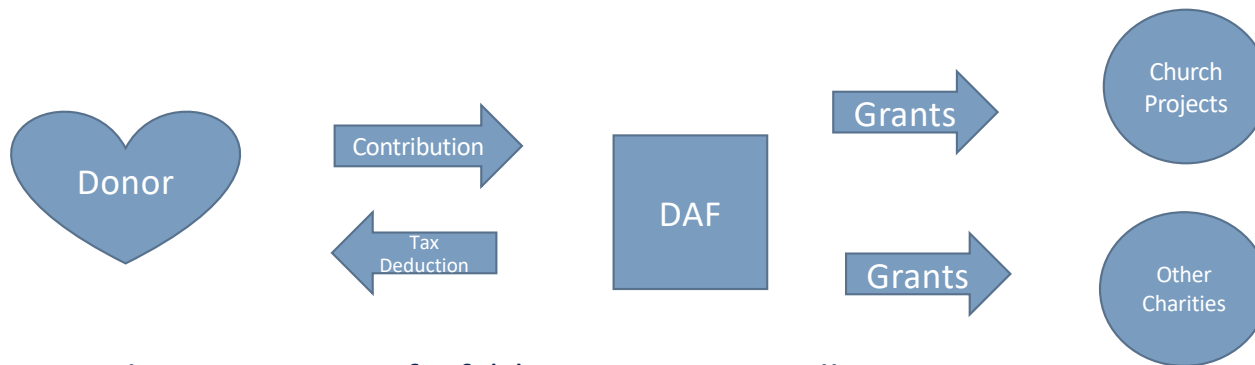 Church
Projects
Grants
Contribution
Donor
DAF
Tax
Deduction
Grants
Other
Charities